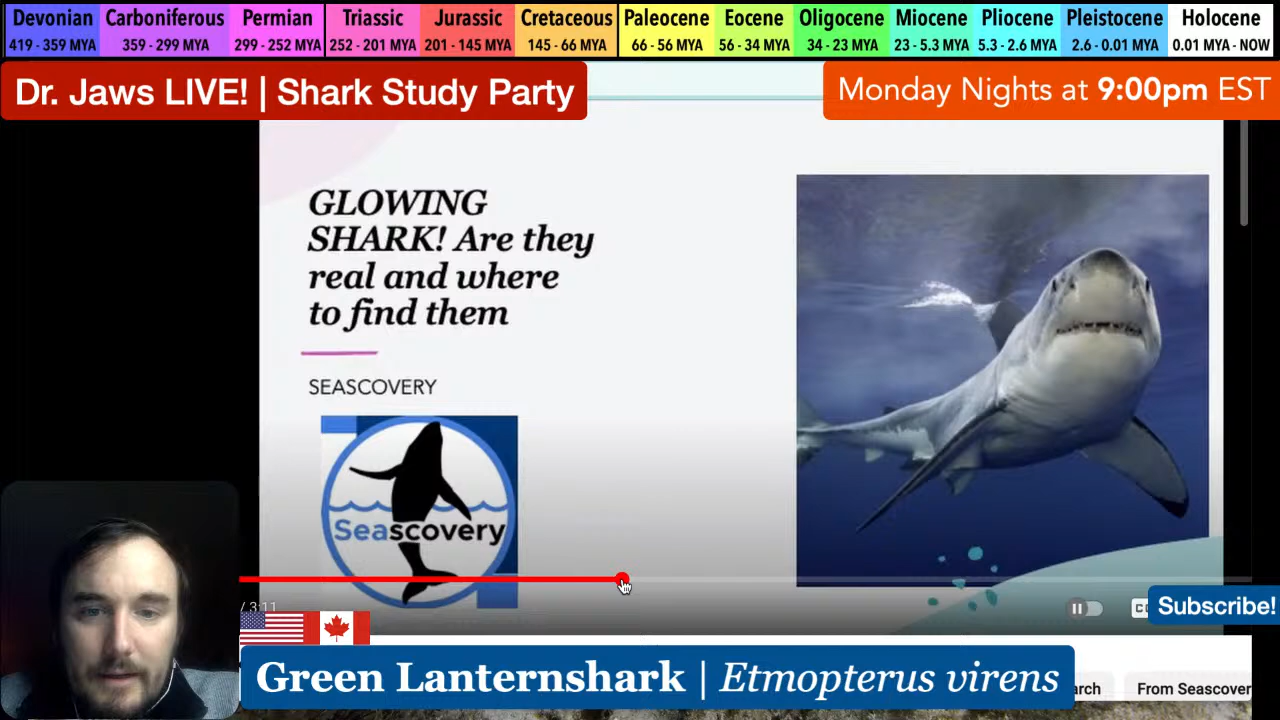 Devonian Carboniferous Permian Triassic Jurassic Cretaceous Paleocene Eocene Oligocene Miocene Pliocene Pleistocene Holocene
419 - 359 MYA 359 - 299 MYA 299 - 252 MYA 252 - 201 MYA 201 - 145 MYA 145 - 66 MYA 66 - 56 MYA 56 - 34 MYA 34 - 23 MYA 23 - 5.3 MYA 5.3 - 2.6 MYA 2.6 - 0.01 MYA 0.01 MYA - NOW
Dr. Jaws LIVE! | Shark Study Party
Monday Nights at 9:00pm EST
GLOWING
SHARK! Are they
real and where
to find them
SEASCOVERY
Seascovery
/ 3:11
Subscribe!
Green Lanternshark | Etmopterus virens
From Seascover